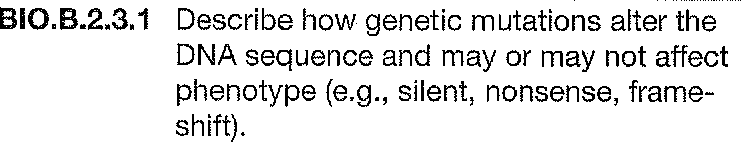 BIO.B.2.3.1 Describe how genetic mutations alter the
DNA sequence and may or may not affect
phenotype (e.g., silent, nonsense, frame-
shift).